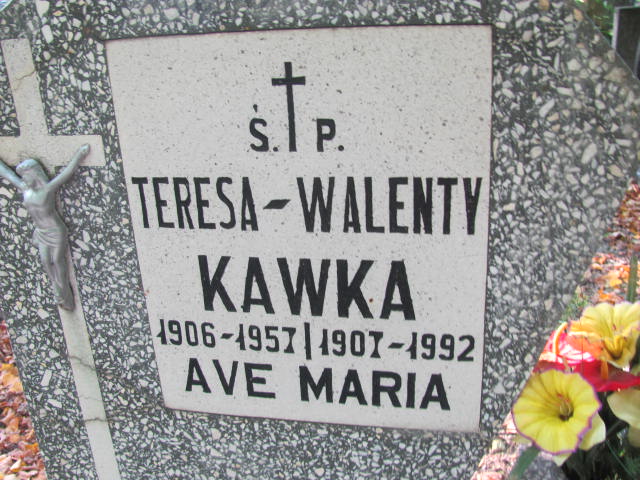 Ś. P.
TERESA-WALENTY
KAWKA
1906-1957|1907-1992
AVE MARIA